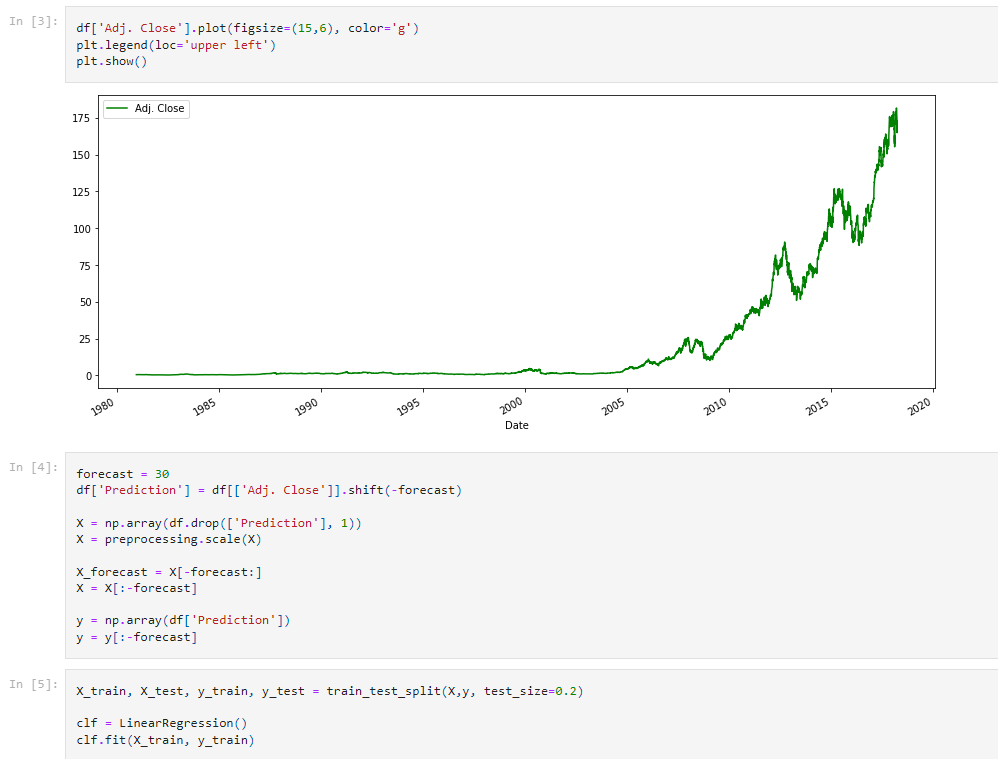 In [3]:
df['Adj. Close'].plot(figsize=(15,6), color='g')
plt.legend(loc='upper left')
plt.show()
Adj. Close
175
150
125
100
75
50
25
0
1980
1985
1990
1995
2000
2005
2010
2015
2020
Date
In [4]:
forecast = 30
df['Prediction'] = df[['Adj. Close']].shift(-forecast)
X = np.array(df.drop(['Prediction'], 1))
X = preprocessing.scale(X)
X_forecast = X[-forecast:]
X = X[:-forecast]
y = np.array(df['Prediction'])
y = y[:-forecast]
In [5]:
X_train, X_test, y_train, y_test = train_test_split(X,y, test_size=0.2)
clf = LinearRegression()
clf.fit(X_train, y_train)